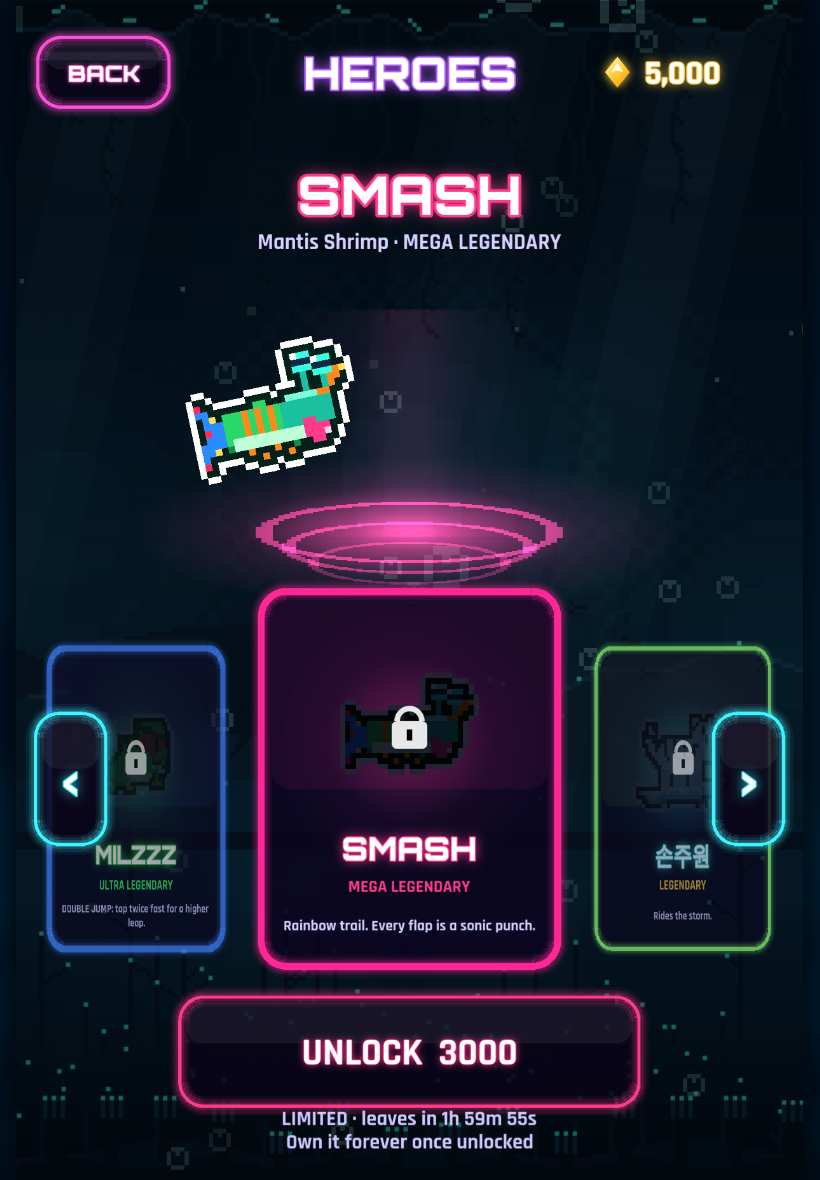 BACK
HEROES
5,000
SMASH
Mantis Shrimp · MEGA LEGENDARY
<
>
MILZZZ
ULTRA LEGENDARY
DOUBLE JUMP: tap twice fast for a higher
leap.
SMASH
MEGA LEGENDARY
Rainbow trail. Every flap is a sonic punch.
손주원
LEGENDARY
Rides the storm.
UNLOCK 3000
LIMITED · leaves in 1h 59m 55s
Own it forever once unlocked